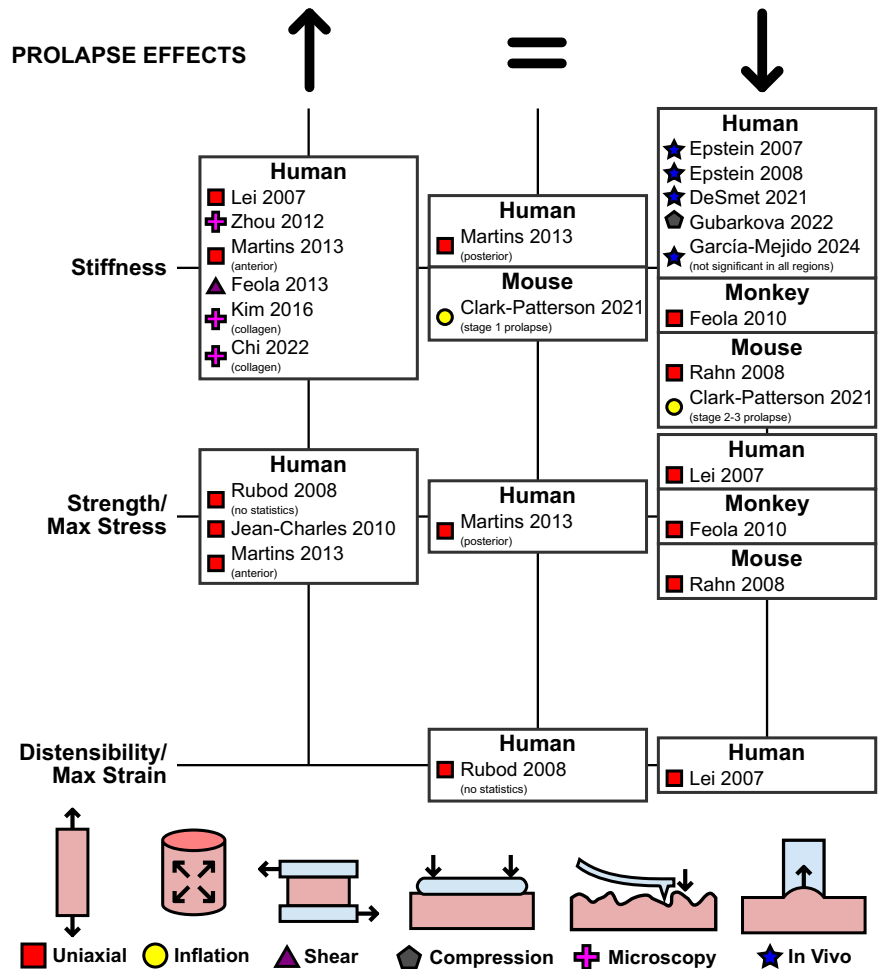 PROLAPSE EFFECTS
=
Stiffness
Human
Lei 2007
Zhou 2012
Martins 2013
(anterior)
Feola 2013
Kim 2016
(collagen)
Chi 2022
(collagen)
Human
Martins 2013
(posterior)
Mouse
Clark-Patterson 2021
(stage 1 prolapse)
Human
Epstein 2007
Epstein 2008
DeSmet 2021
Gubarkova 2022
García-Mejido 2024
(not significant in all regions)
Monkey
Feola 2010
Mouse
Rahn 2008
Clark-Patterson 2021
(stage 2-3 prolapse)
Strength/
Max Stress
Human
Rubod 2008
(no statistics)
Jean-Charles 2010
Martins 2013
(anterior)
Human
Martins 2013
(posterior)
Human
Lei 2007
Monkey
Feola 2010
Mouse
Rahn 2008
Distensibility/
Max Strain
Human
Rubod 2008
(no statistics)
Human
Lei 2007
Uniaxial
Inflation
Shear
Compression
Microscopy
In Vivo